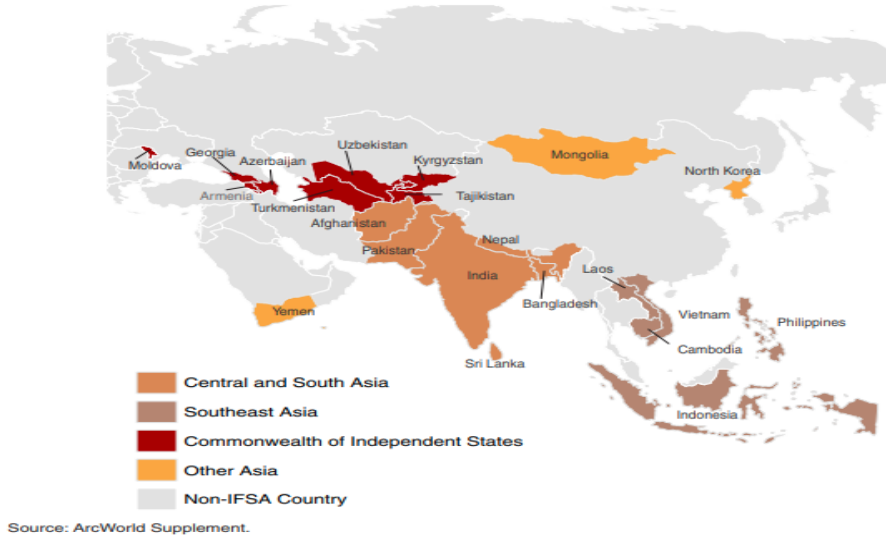 Moldova
Georgia
Azerbaijan
Armenia
Uzbekistan
Kyrgyzstan
Turkmenistan
Tajikistan
Afghanistan
Pakistan
Mongolia
North Korea
Nepal
India
Bangladesh
Laos
Vietnam
Philippines
Cambodia
Yemen
Sri Lanka
Indonesia
Central and South Asia
Southeast Asia
Commonwealth of Independent States
Other Asia
Non-IFSA Country
Source: ArcWorld Supplement.